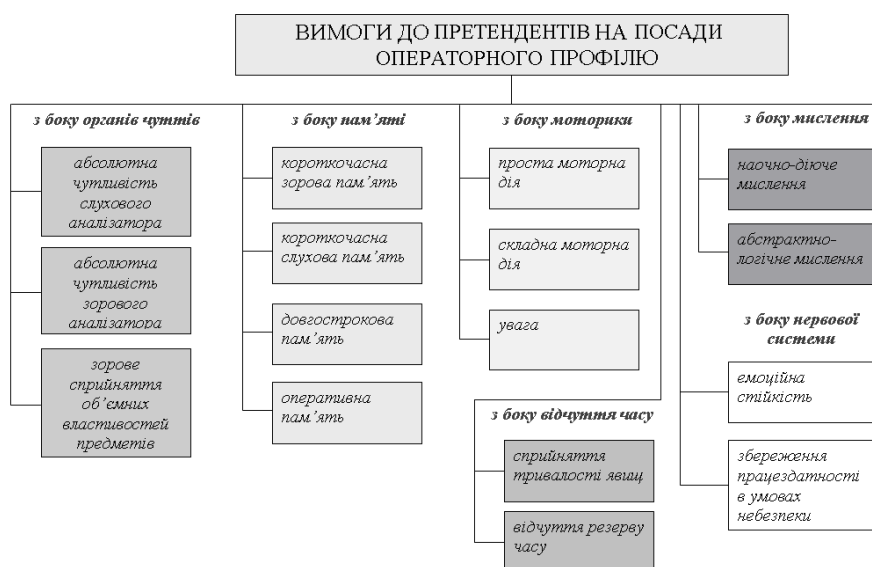 ВИМОГИ ДО ПРЕТЕНДЕНТІВ НА ПОСАДИ
ОПЕРАТОРНОГО ПРОФІЛЮ
з боку органів чуттів
абсолютна
чутливість
слухового
аналізатора
абсолютна
чутливість
зорового
аналізатора
зорове
сприйняття
об’ємних
властивостей
предметів
з боку пам’яті
короткочасна
зорова пам’ять
короткочасна
слухова пам’ять
довгострокова
пам’ять
оперативна
пам’ять
з боку моторики
проста моторна
дія
складна моторна
дія
увага
з боку відчуття часу
сприйняття
тривалості явищ
відчуття резерву
часу
з боку мислення
наочно-діюче
мислення
абстрактно-
логічне мислення
з боку нервової
системи
емоційна
стійкість
збереження
працездатності
в умовах
небезпеки